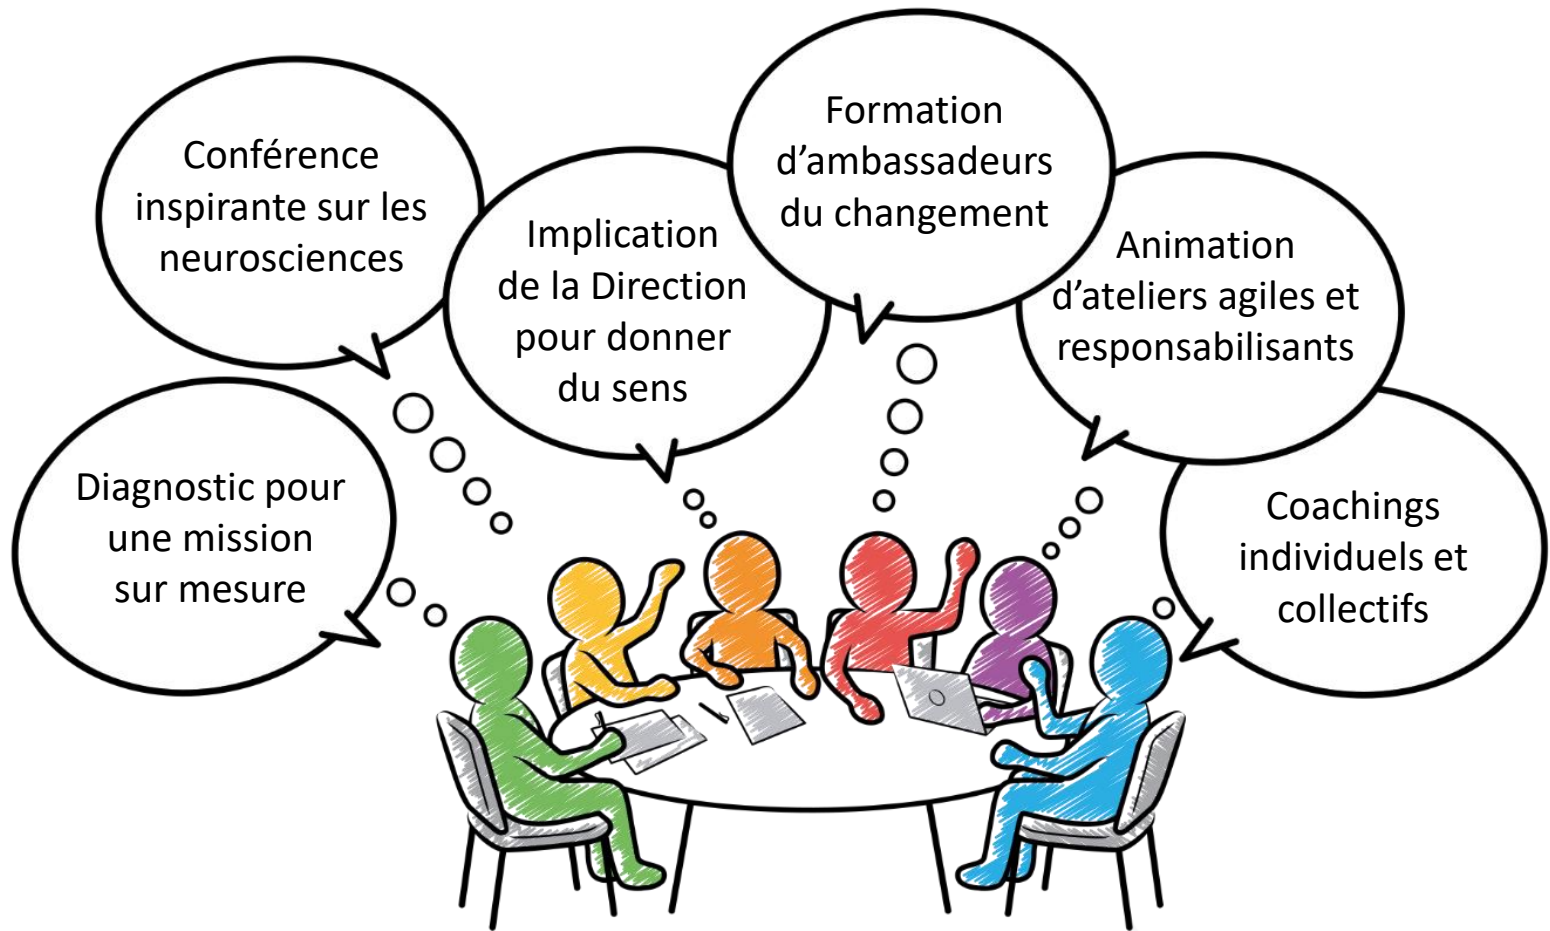 Conférence
inspirante sur les
neurosciences
Implication
de la Direction
pour donner
du sens
Formation
d’ambassadeurs
du changement
Animation
d’ateliers agiles et
responsabilisants
Diagnostic pour
une mission
sur mesure
Coachings
individuels et
collectifs